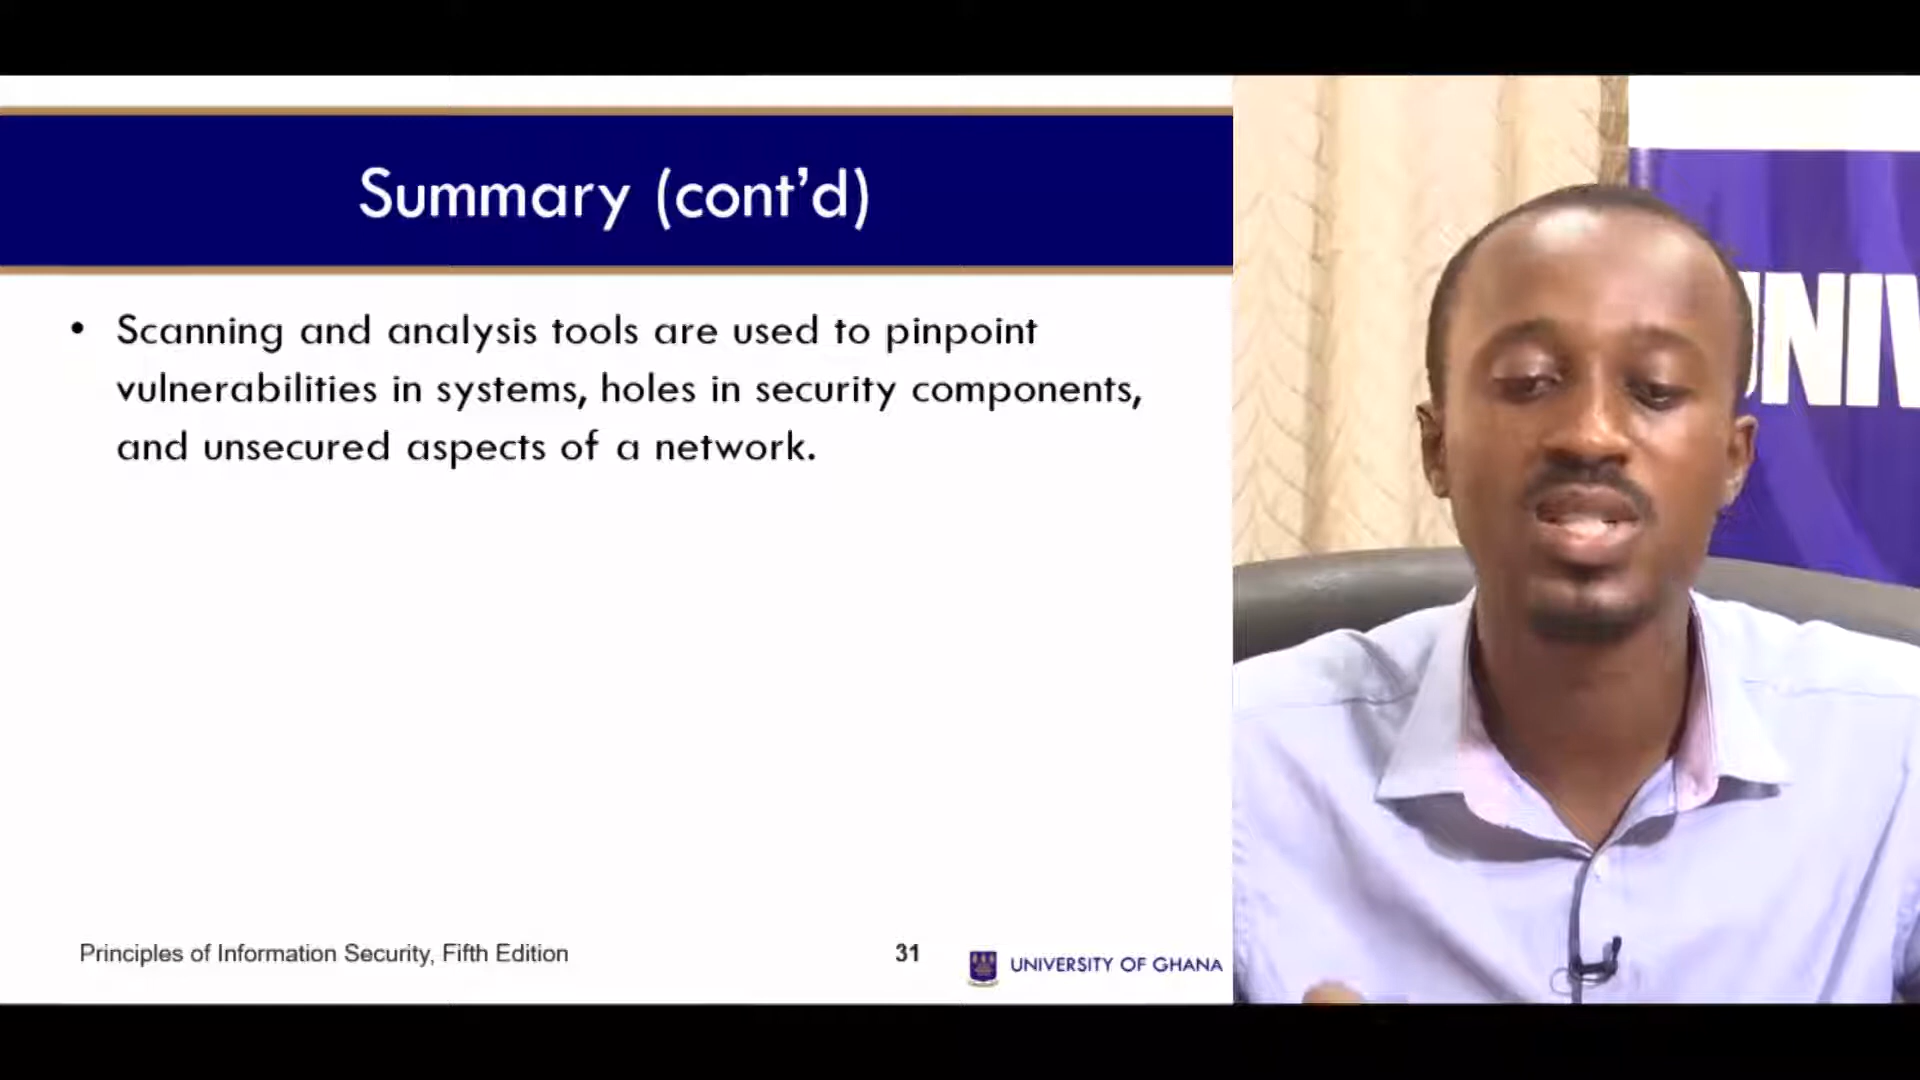 Summary (cont’d)
• Scanning and analysis tools are used to pinpoint
vulnerabilities in systems, holes in security components,
and unsecured aspects of a network.
Principles of Information Security, Fifth Edition
31
UNIVERSITY OF GHANA
UNIV